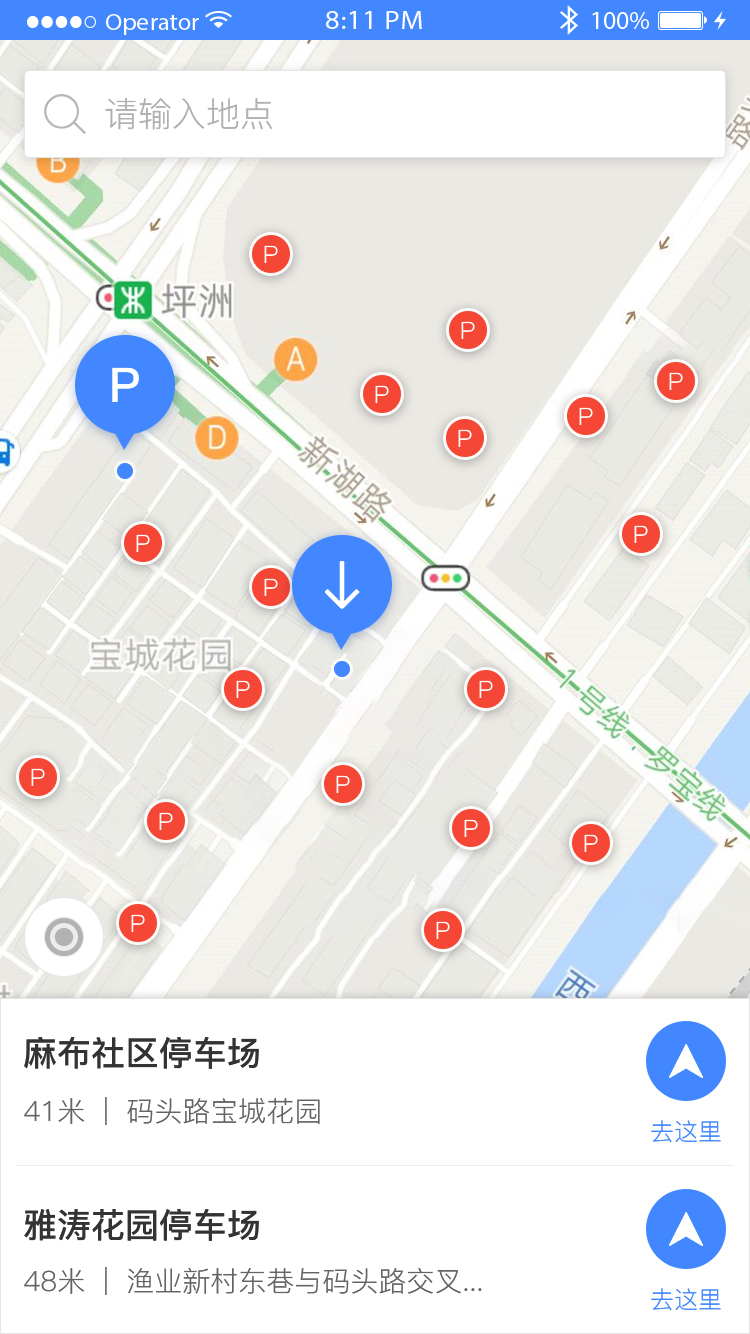 Operator 8:11 PM 100%
请输入地点
B
P
坪洲
P
A
P
P
P
P
P
D
新湖路
P
P
P
宝城花园
P
P
1号线，罗宝线
P
P
P
P
P
P
P
西
麻布社区停车场
41米 | 码头路宝城花园
去这里
雅涛花园停车场
48米 | 渔业新村东巷与码头路交叉...
去这里